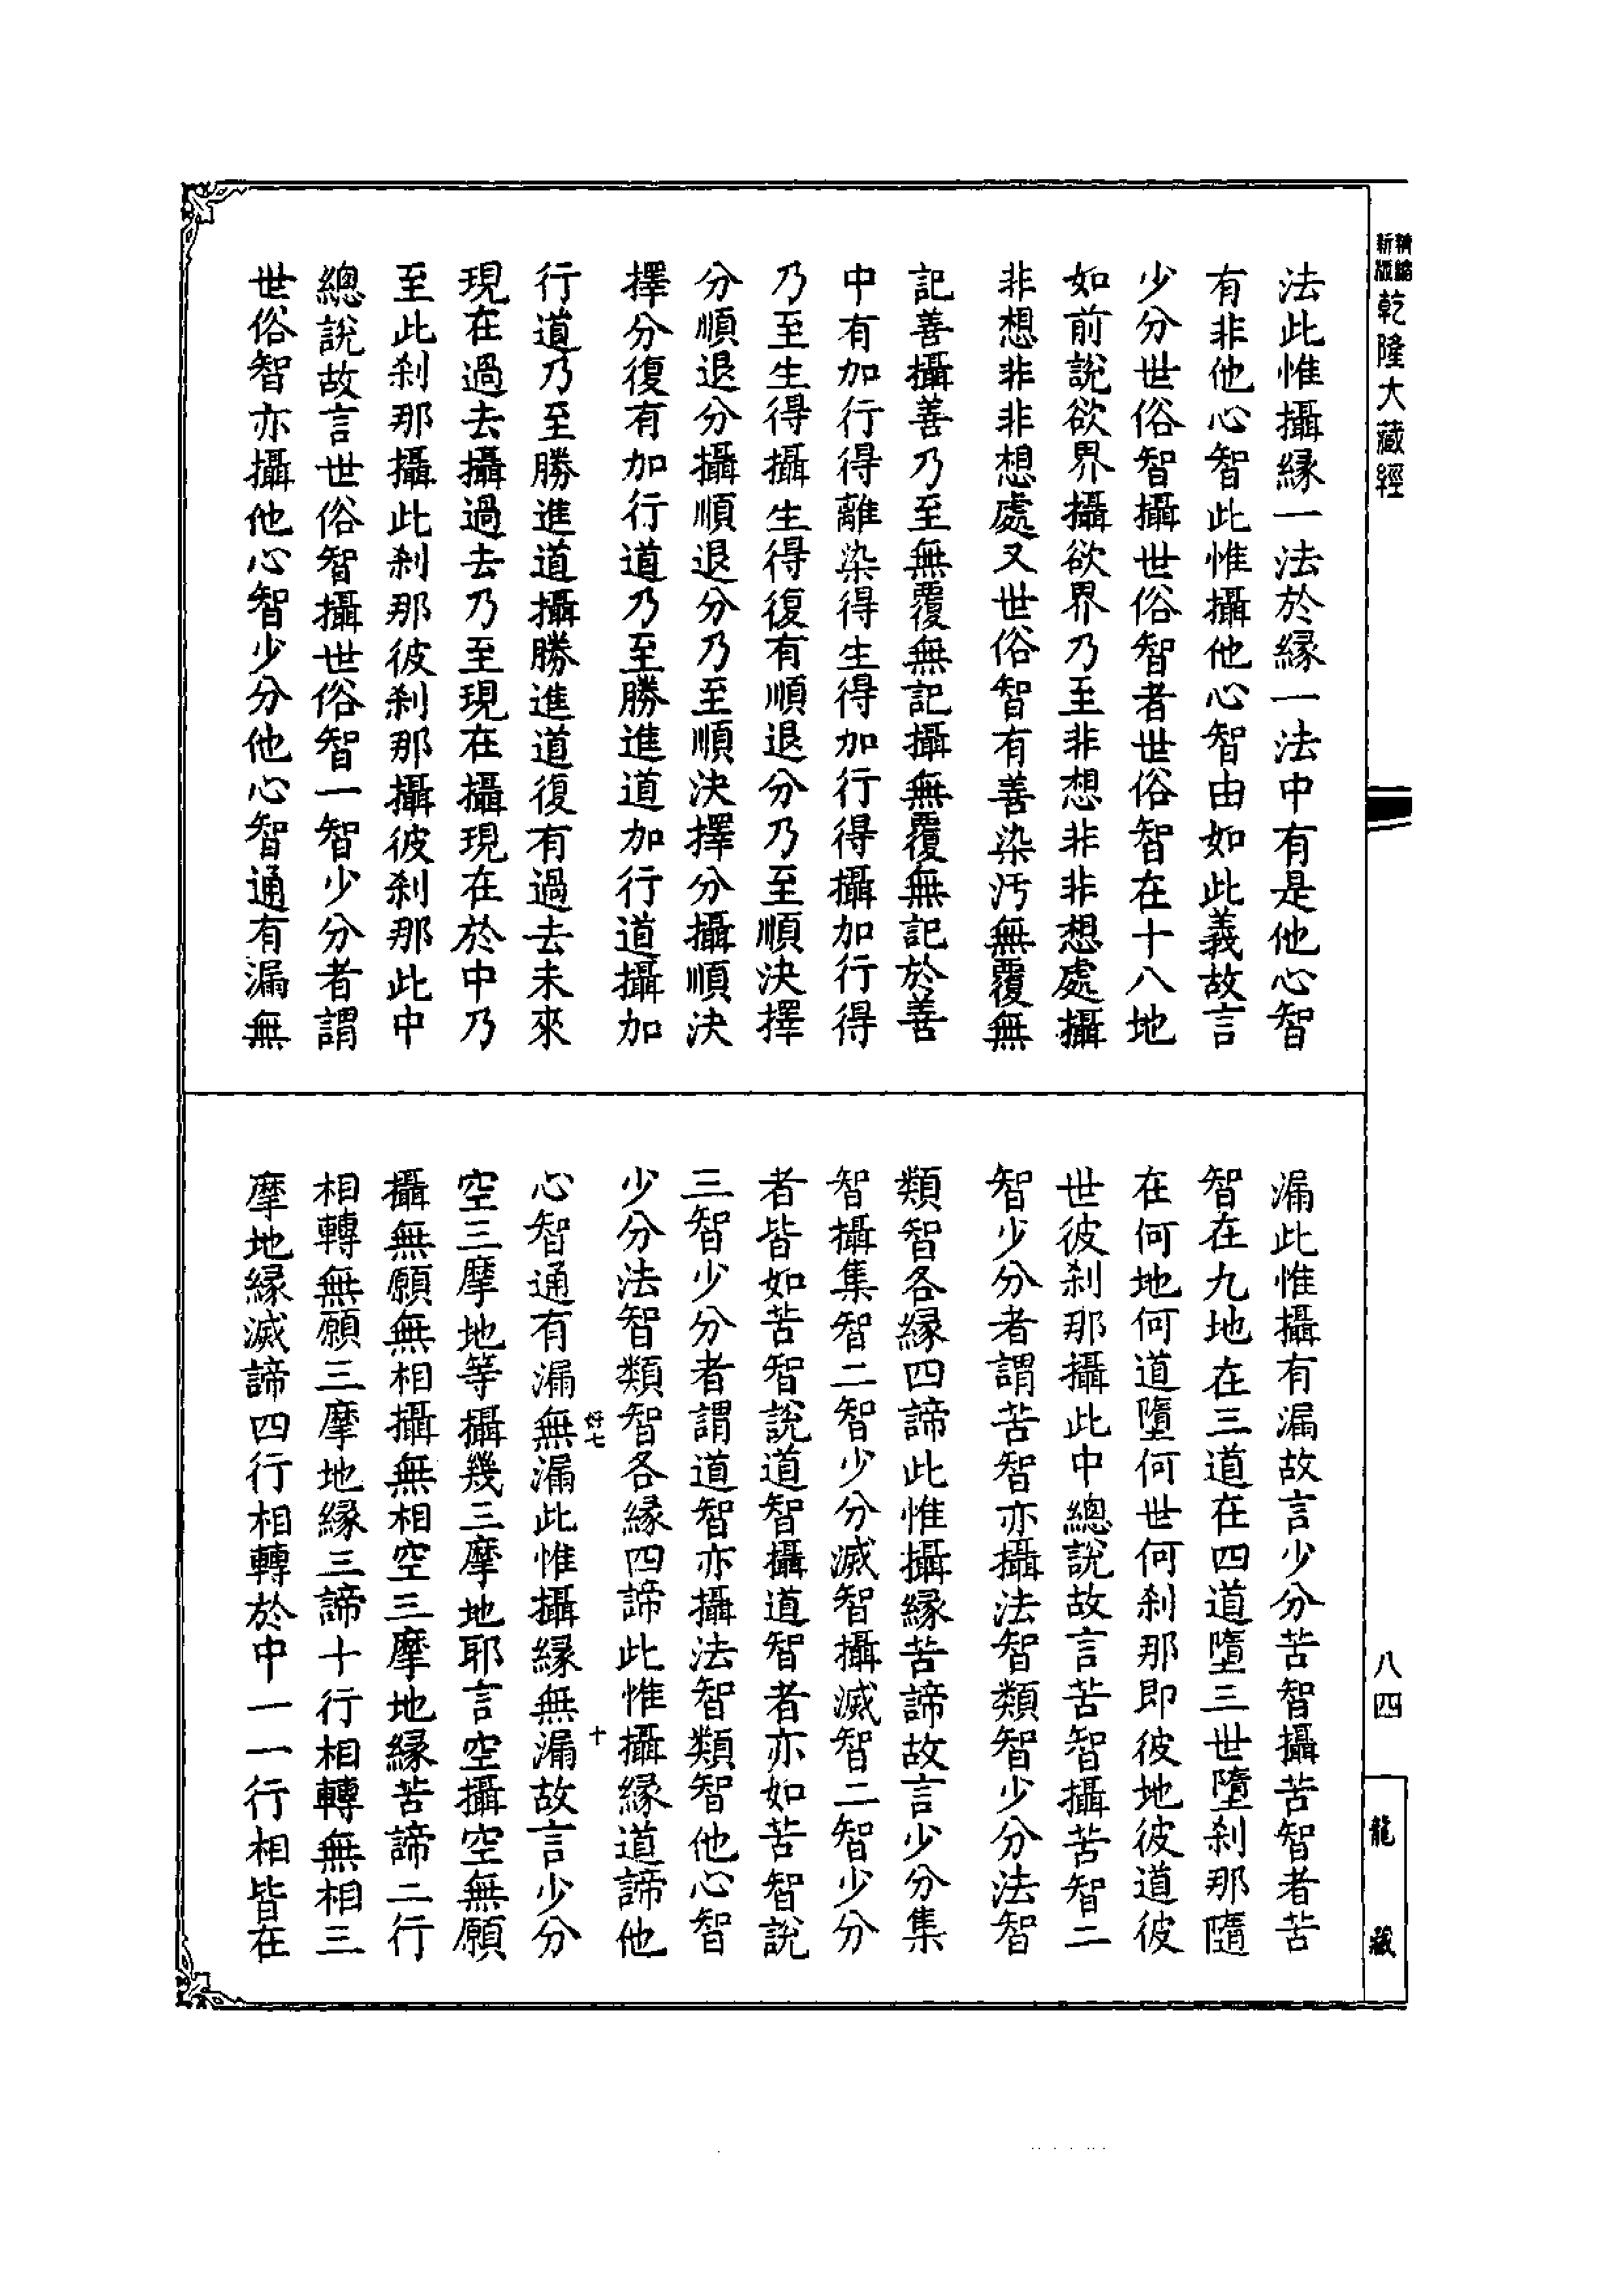 新編縮版乾隆大藏經
法此惟攝緣一法於緣一法中有是他心智
有非他心智此惟攝他心智由如此義故言
少分世俗智攝世俗智者世俗智在十八地
如前說欲界攝欲界乃至非想非非想處攝
非想非非想處又世俗智有善染污無覆無
記善攝善乃至無覆無記攝無覆無記於善
中有加行得離染得生得加行得攝加行得
乃至生得攝生得復有順退分乃至順決擇
分順退分攝順退分乃至順決擇分攝順決
擇分復有加行道乃至勝進道加行道攝加
行道乃至勝進道攝勝進道復有過去未來
現在過去攝過去乃至現在攝現在於中乃
至此刹那攝此刹那彼刹那攝彼刹那此中
總說故言世俗智攝世俗智一智少分者謂
世俗智亦攝他心智少分他心智通有漏無
漏此惟攝有漏故言少分苦智攝苦智者苦
智在九地在三道在四道墮三世墮刹那隨
在何地何道墮何世何刹那即彼地彼道彼
世彼刹那攝此中總說故言苦智攝苦智二
智少分者謂苦智亦攝法智類智少分法智
類智各緣四諦此惟攝緣苦諦故言少分集
智攝集智二智少分滅智攝滅智二智少分
者皆如苦智說道智攝道智者亦如苦智說
三智少分者謂道智亦攝法智類智他心智
少分法智類智各緣四諦此惟攝緣道諦他
好七 十
心智通有漏無漏此惟攝緣無漏故言少分
空三摩地等攝幾三摩地耶言空攝空無願
攝無願無相攝無相空三摩地緣苦諦二行
相轉無願三摩地緣三諦十行相轉無相三
摩地緣滅諦四行相轉於中一一行相皆在
八四
龍藏